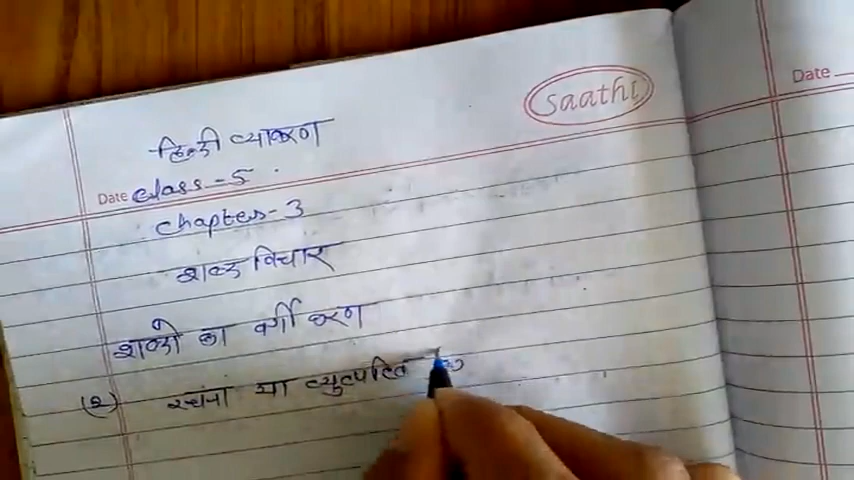 Saathi
हिन्दी व्याकरण
Date
Date class-5
chapter-3
शब्द विचार
शब्दों का वर्गीकरण
(2) रचना या व्युत्पत्ति